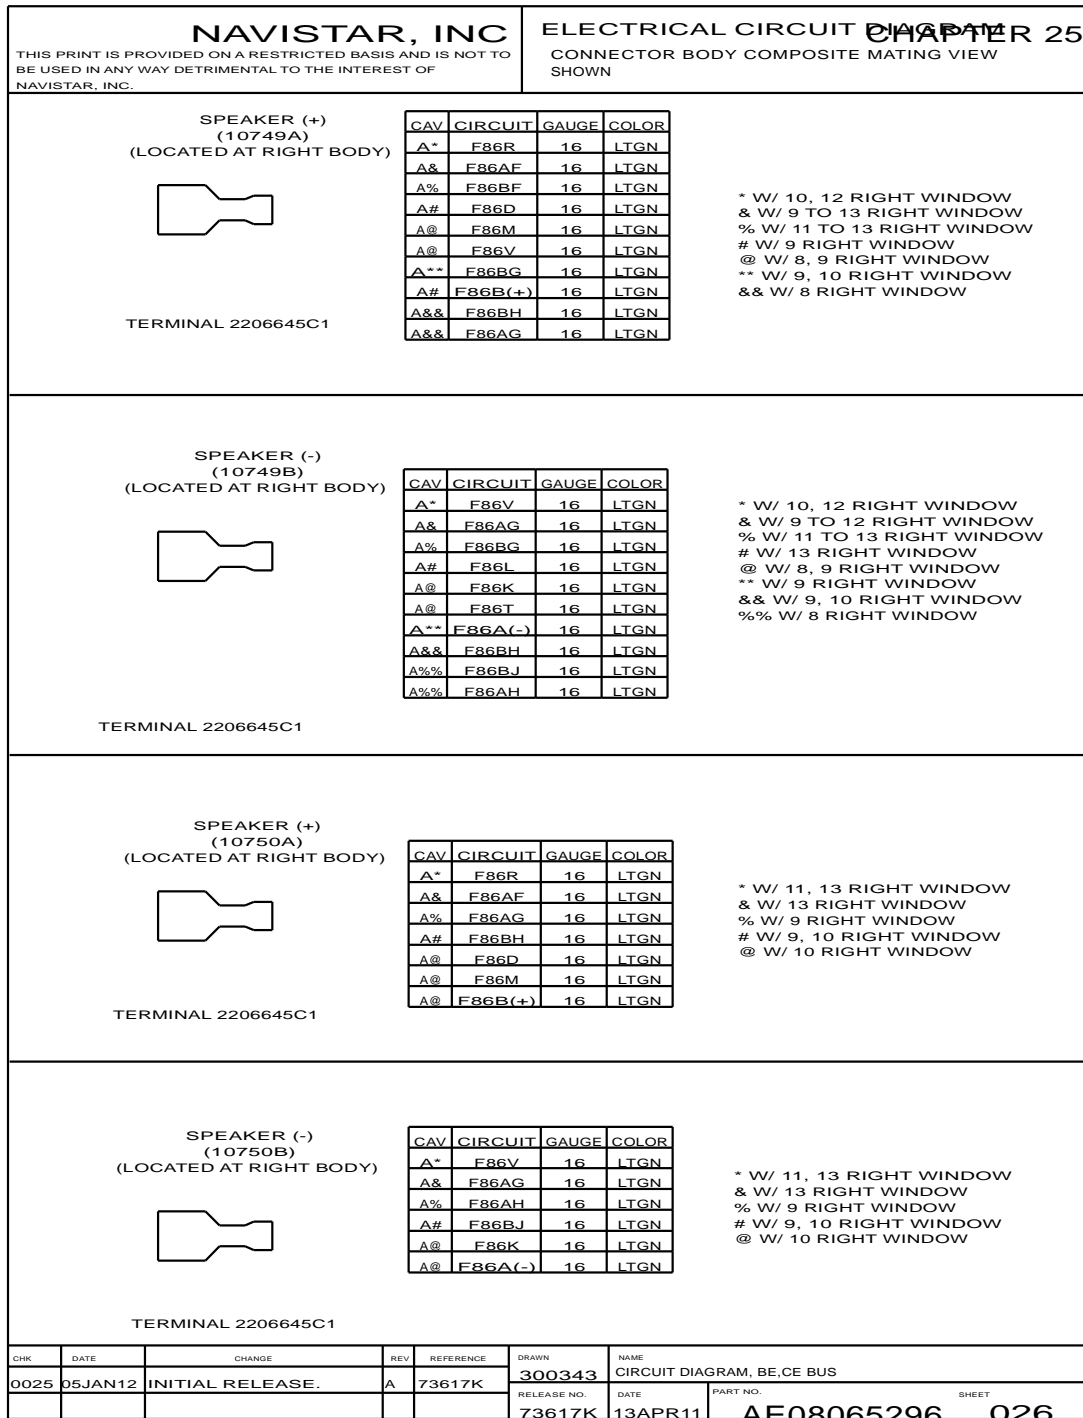 NAVISTAR, INC
THIS PRINT IS PROVIDED ON A RESTRICTED BASIS AND IS NOT TO
BE USED IN ANY WAY DETRIMENTAL TO THE INTEREST OF
NAVISTAR, INC.
ELECTRICAL CIRCUIT DIAGRAM CHAPTER 25
CONNECTOR BODY COMPOSITE MATING VIEW
SHOWN
SPEAKER (+)
(10749A)
(LOCATED AT RIGHT BODY)
TERMINAL 2206645C1
CAV CIRCUIT GAUGE COLOR
A* F86R 16 LTGN
A& F86AF 16 LTGN
A% F86BF 16 LTGN
A# F86D 16 LTGN
A@ F86M 16 LTGN
A@ F86V 16 LTGN
A** F86BG 16 LTGN
A# F86B(+) 16 LTGN
A&& F86BH 16 LTGN
A&& F86AG 16 LTGN
* W/ 10, 12 RIGHT WINDOW
& W/ 9 TO 13 RIGHT WINDOW
% W/ 11 TO 13 RIGHT WINDOW
# W/ 9 RIGHT WINDOW
@ W/ 8, 9 RIGHT WINDOW
** W/ 9, 10 RIGHT WINDOW
&& W/ 8 RIGHT WINDOW
SPEAKER (-)
(10749B)
(LOCATED AT RIGHT BODY)
TERMINAL 2206645C1
CAV CIRCUIT GAUGE COLOR
A* F86V 16 LTGN
A& F86AG 16 LTGN
A% F86BG 16 LTGN
A# F86L 16 LTGN
A@ F86K 16 LTGN
A@ F86T 16 LTGN
A** F86A(-) 16 LTGN
A&& F86BH 16 LTGN
A%% F86BJ 16 LTGN
A%% F86AH 16 LTGN
* W/ 10, 12 RIGHT WINDOW
& W/ 9 TO 12 RIGHT WINDOW
% W/ 11 TO 13 RIGHT WINDOW
# W/ 13 RIGHT WINDOW
@ W/ 8, 9 RIGHT WINDOW
** W/ 9 RIGHT WINDOW
&& W/ 9, 10 RIGHT WINDOW
%% W/ 8 RIGHT WINDOW
SPEAKER (+)
(10750A)
(LOCATED AT RIGHT BODY)
TERMINAL 2206645C1
CAV CIRCUIT GAUGE COLOR
A* F86R 16 LTGN
A& F86AF 16 LTGN
A% F86AG 16 LTGN
A# F86BH 16 LTGN
A@ F86D 16 LTGN
A@ F86M 16 LTGN
A@ F86B(+) 16 LTGN
* W/ 11, 13 RIGHT WINDOW
& W/ 13 RIGHT WINDOW
% W/ 9 RIGHT WINDOW
# W/ 9, 10 RIGHT WINDOW
@ W/ 10 RIGHT WINDOW
SPEAKER (-)
(10750B)
(LOCATED AT RIGHT BODY)
TERMINAL 2206645C1
CAV CIRCUIT GAUGE COLOR
A* F86V 16 LTGN
A& F86AG 16 LTGN
A% F86AH 16 LTGN
A# F86BJ 16 LTGN
A@ F86K 16 LTGN
A@ F86A(-) 16 LTGN
* W/ 11, 13 RIGHT WINDOW
& W/ 13 RIGHT WINDOW
% W/ 9 RIGHT WINDOW
# W/ 9, 10 RIGHT WINDOW
@ W/ 10 RIGHT WINDOW
CHK DATE CHANGE REV REFERENCE
0025 05JAN12 INITIAL RELEASE. A 73617K
DRAWN
300343
NAME
CIRCUIT DIAGRAM, BE,CE BUS
RELEASE NO.
73617K
DATE
13APR11
PART NO.
AE08065296
SHEET
026